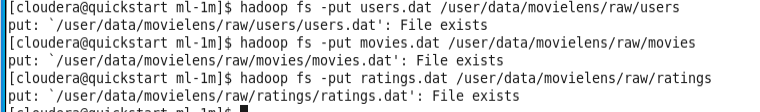 [cloudera@quickstart ml-1m]$ hadoop fs -put users.dat /user/data/movielens/raw/users
put: `/user/data/movielens/raw/users/users.dat': File exists
[cloudera@quickstart ml-1m]$ hadoop fs -put movies.dat /user/data/movielens/raw/movies
put: `/user/data/movielens/raw/movies/movies.dat': File exists
[cloudera@quickstart ml-1m]$ hadoop fs -put ratings.dat /user/data/movielens/raw/ratings
put: `/user/data/movielens/raw/ratings/ratings.dat': File exists
[cloudera@quickstart ml-1m]$